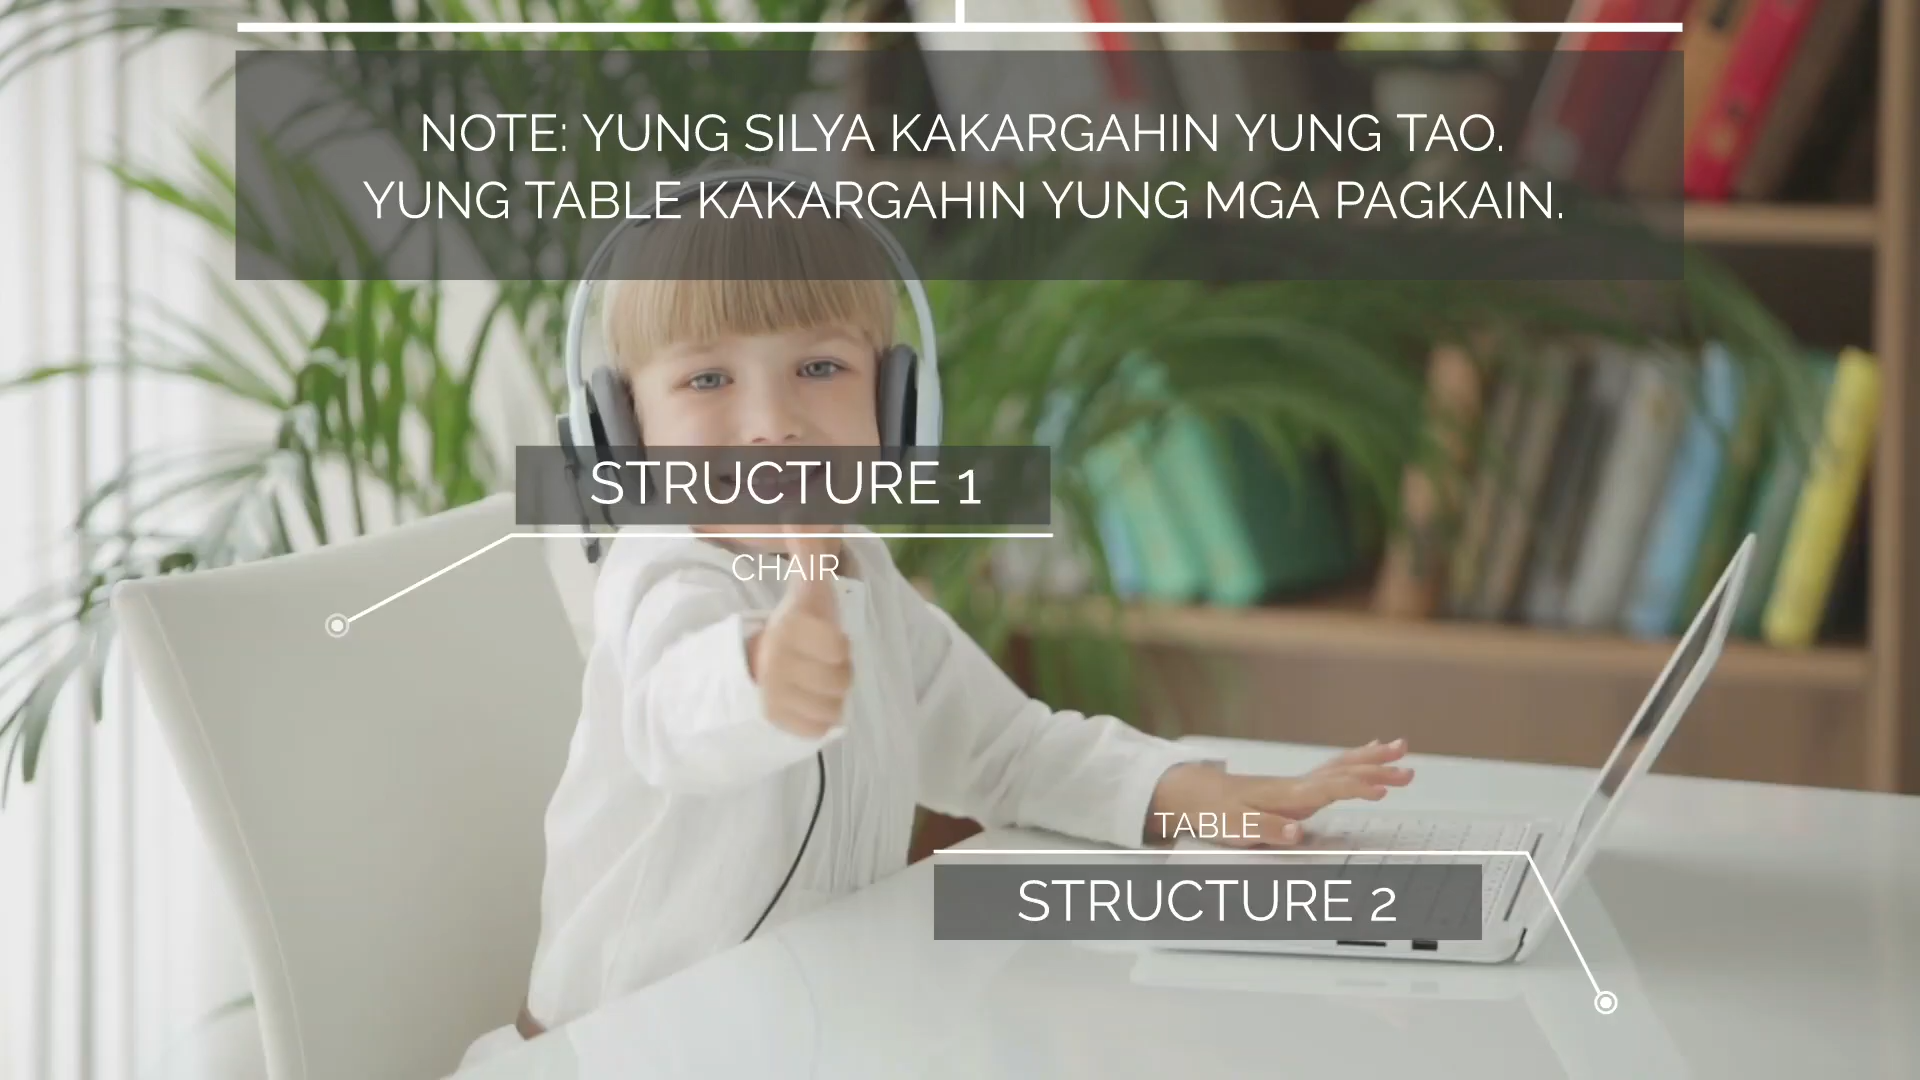 NOTE: YUNG SILYA KAKARGAHIN YUNG TAO.
YUNG TABLE KAKARGAHIN YUNG MGA PAGKAIN.
STRUCTURE 1
CHAIR
TABLE
STRUCTURE 2